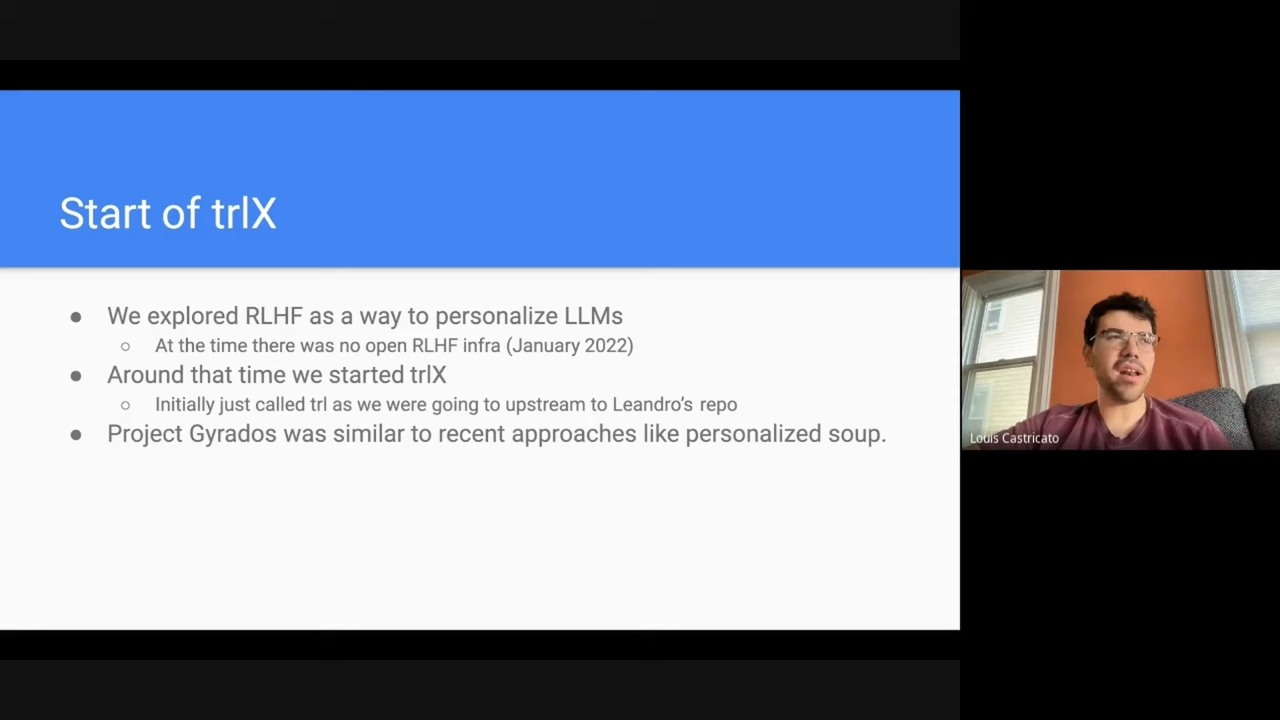 Start of trlX
● We explored RLHF as a way to personalize LLMs
○ At the time there was no open RLHF infra (January 2022)
● Around that time we started trlX
○ Initially just called trl as we were going to upstream to Leandro's repo
● Project Gyrados was similar to recent approaches like personalized soup.
Louis Castricato